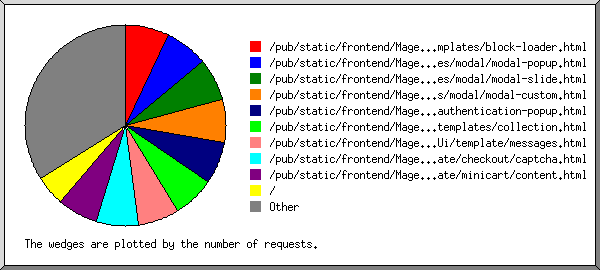 /pub/static/frontend/Mage...mplates/block-loader.html
/pub/static/frontend/Mage...es/modal/modal-popup.html
/pub/static/frontend/Mage...es/modal/modal-slide.html
/pub/static/frontend/Mage...s/modal/modal-custom.html
/pub/static/frontend/Mage...authentication-popup.html
/pub/static/frontend/Mage...templates/collection.html
/pub/static/frontend/Mage...Ui/template/messages.html
/pub/static/frontend/Mage...ate/checkout/captcha.html
/pub/static/frontend/Mage...ate/minicart/content.html
/
Other
The wedges are plotted by the number of requests.